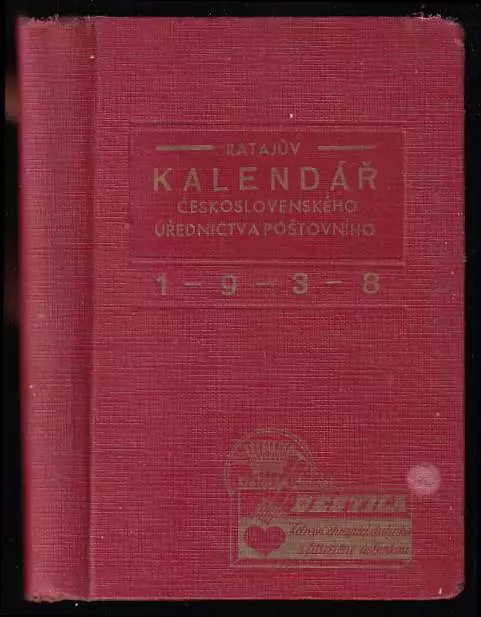 RATAJŮV
KALENDÁŘ
ČESKOSLOVENSKÉHO
ÚŘEDNICTVA POŠTOVNÍHO
1-9-3-8
DESTILA